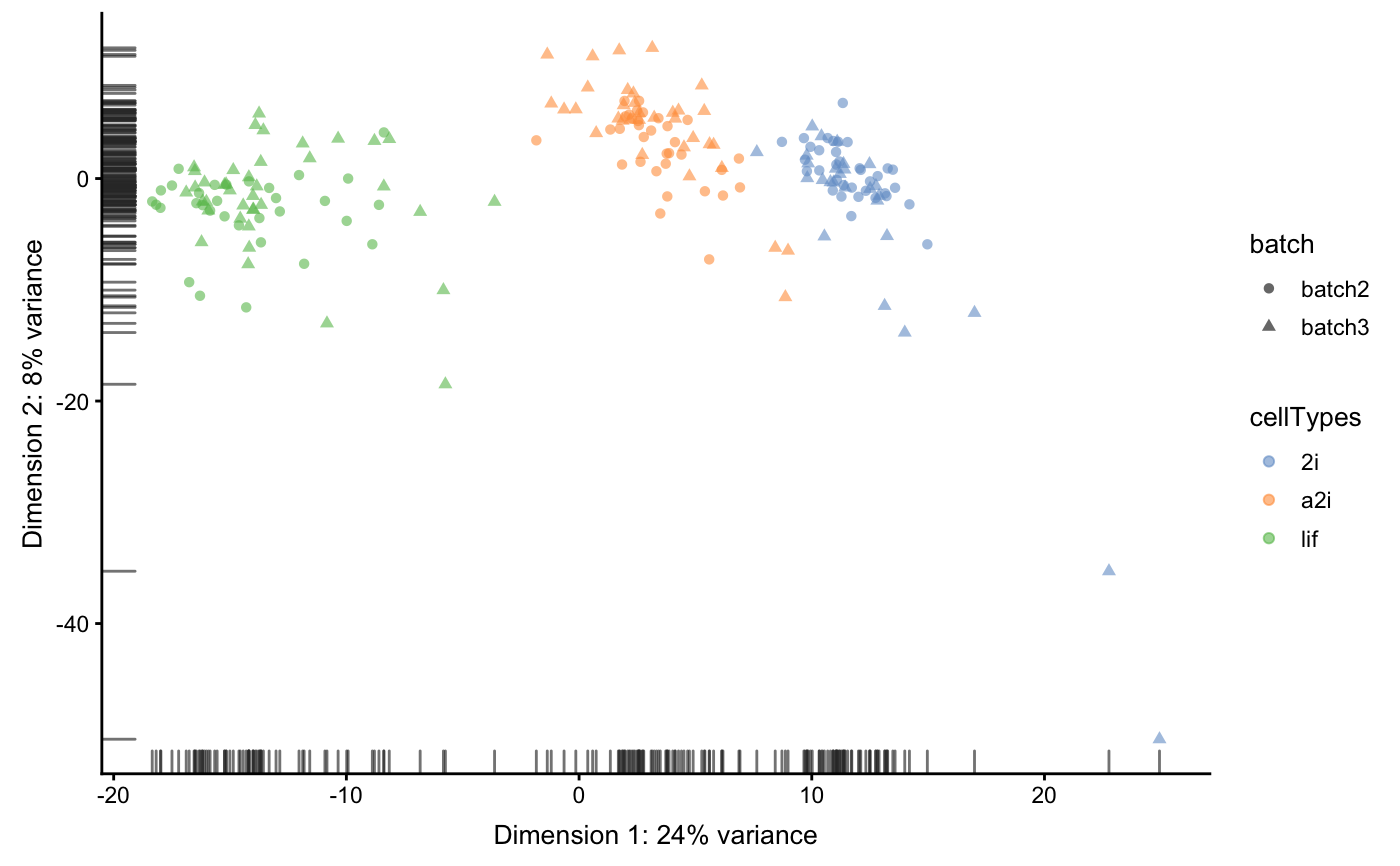 Dimension 2: 8% variance
0
-20
-40
-20
-10
0
10
20
Dimension 1: 24% variance
batch
batch2
batch3
cellTypes
2i
a2i
lif